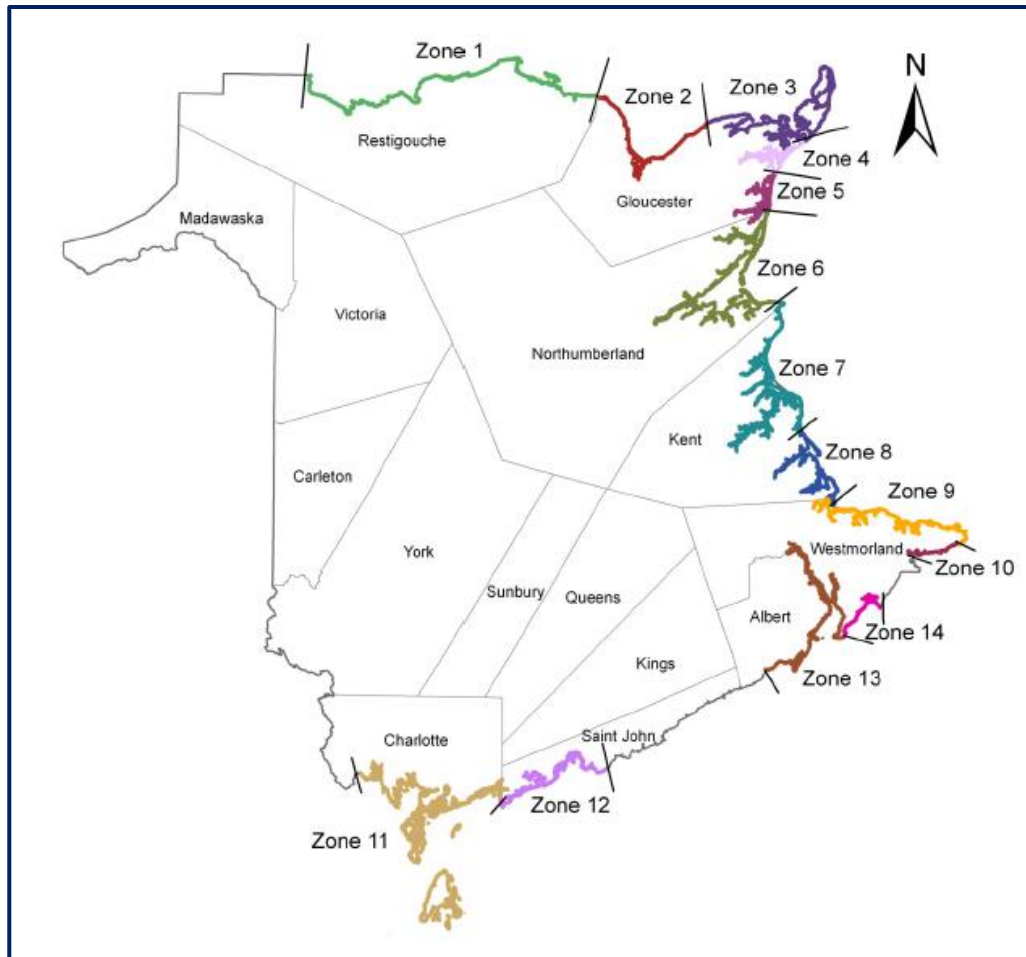 Zone 1
N
Zone 3
Zone 2
Restigouche
Zone 4
Zone 5
Gloucester
Madawaska
Zone 6
Victoria
Northumberland
Zone 7
Kent
Zone 8
Carleton
Zone 9
York
Westmorland
Zone 10
Sunbury
Queens
Albert
Zone 14
Kings
Zone 13
Saint John
Charlotte
Zone 12
Zone 11